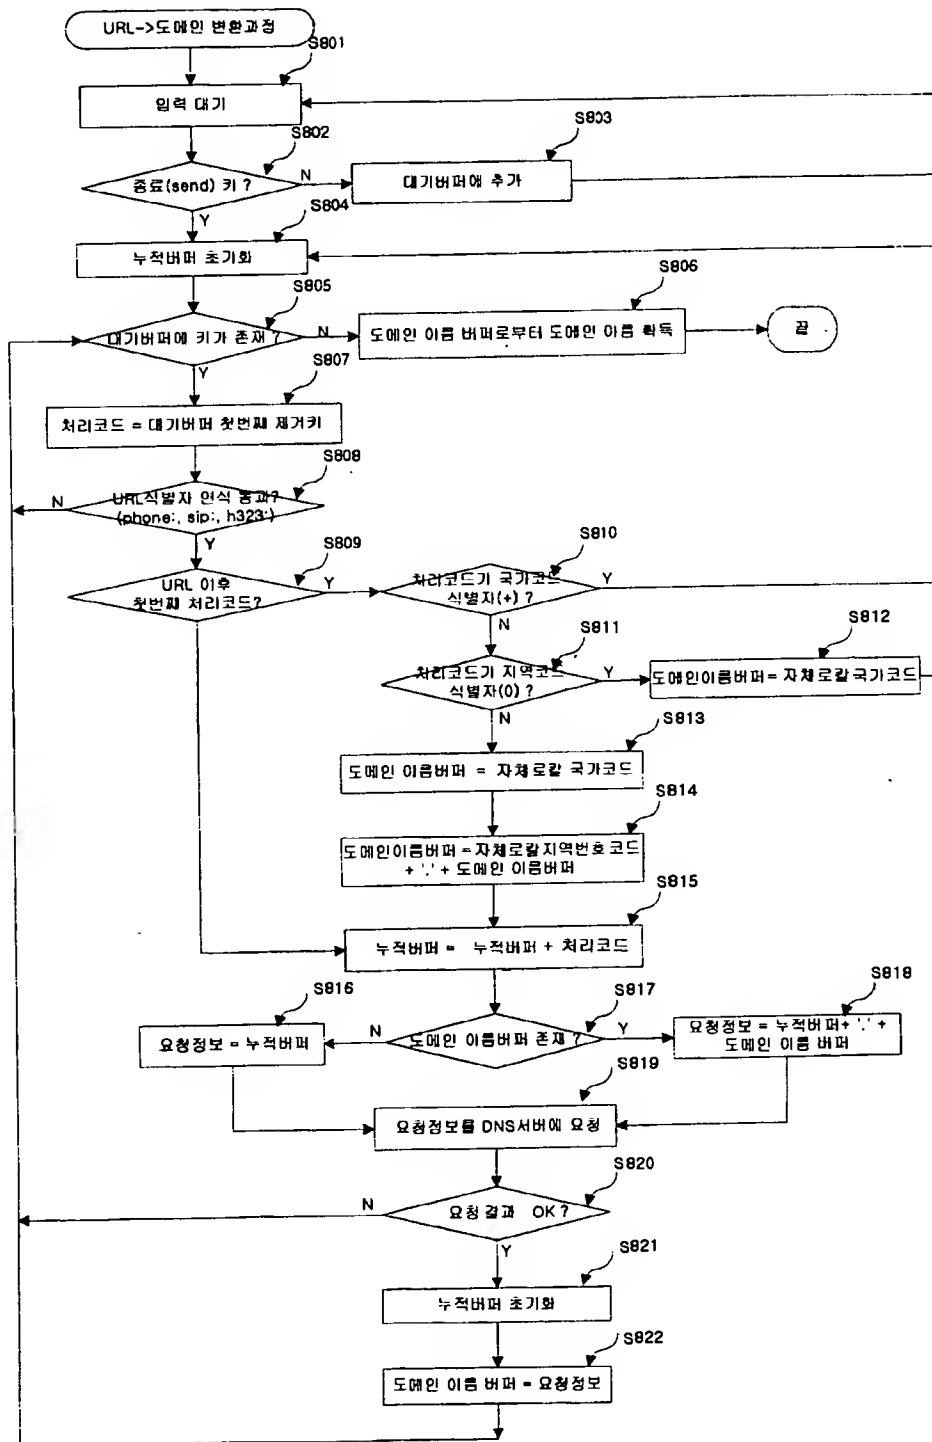 URL->도메인 변환과정
S801
입력 대기
S802
종료(send) 키 ?
N
S803
대기버퍼에 추가
Y
S804
누적버퍼 초기화
S805
대기버퍼에 키가 존재 ?
N
S806
도메인 이름 버퍼로부터 도메인 이름 획득
끝
Y
S807
처리코드 = 대기버퍼 첫번째 제거키
S808
N
URL식별자 인식 통과?
(phone:, sip:, h323:)
Y
S809
URL 이후
첫번째 처리코드?
Y
S810
처리코드가 국가코드
식별자(+) ?
Y
N
S811
처리코드가 지역코드
식별자(0) ?
Y
S812
도메인이름버퍼= 자체로칼국가코드
N
S813
도메인 이름버퍼 = 자체로칼 국가코드
S814
도메인이름버퍼=자체로칼지역번호코드
+ '.' + 도메인 이름버퍼
S815
누적버퍼 = 누적버퍼 + 처리코드
S816
요청정보 = 누적버퍼
N
S817
도메인 이름버퍼 존재 ?
Y
S818
요청정보 = 누적버퍼+ '.' +
도메인 이름 버퍼
S819
요청정보를 DNS서버에 요청
S820
N
요청 결과 OK ?
Y
S821
누적버퍼 초기화
S822
도메인 이름 버퍼 = 요청정보